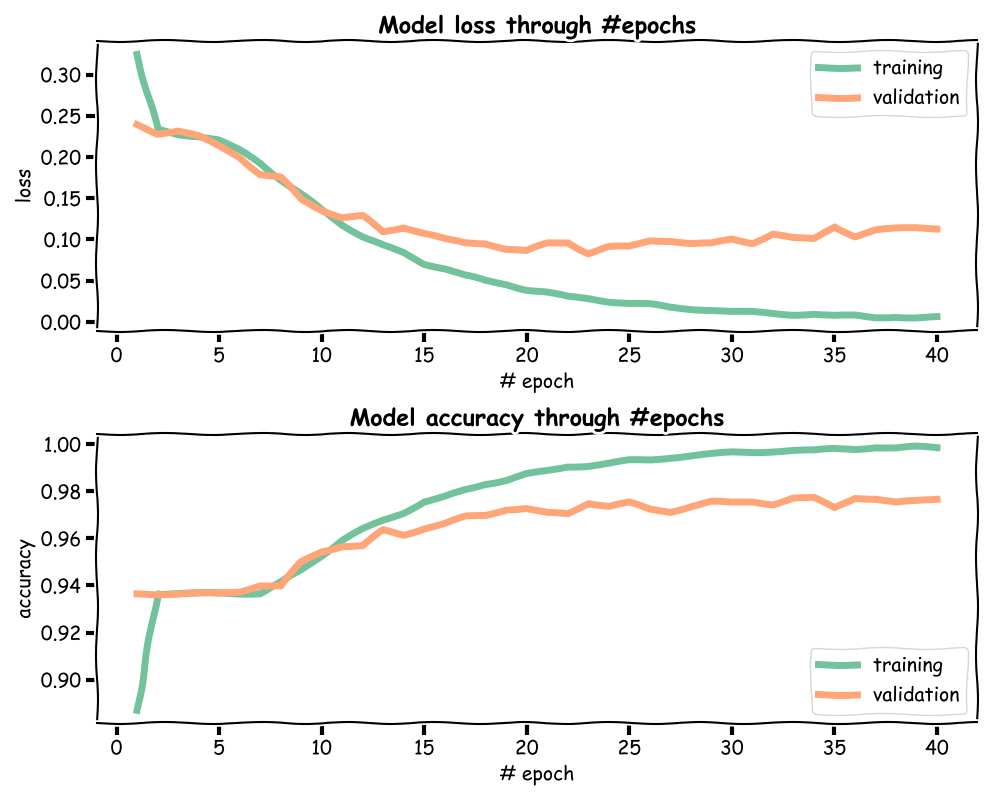 Model loss through #epochs
0.30
0.25
0.20
0.15
0.10
0.05
0.00
loss
training
validation
0 5 10 15 20 25 30 35 40
# epoch
Model accuracy through #epochs
1.00
0.98
0.96
0.94
0.92
0.90
accuracy
training
validation
0 5 10 15 20 25 30 35 40
# epoch